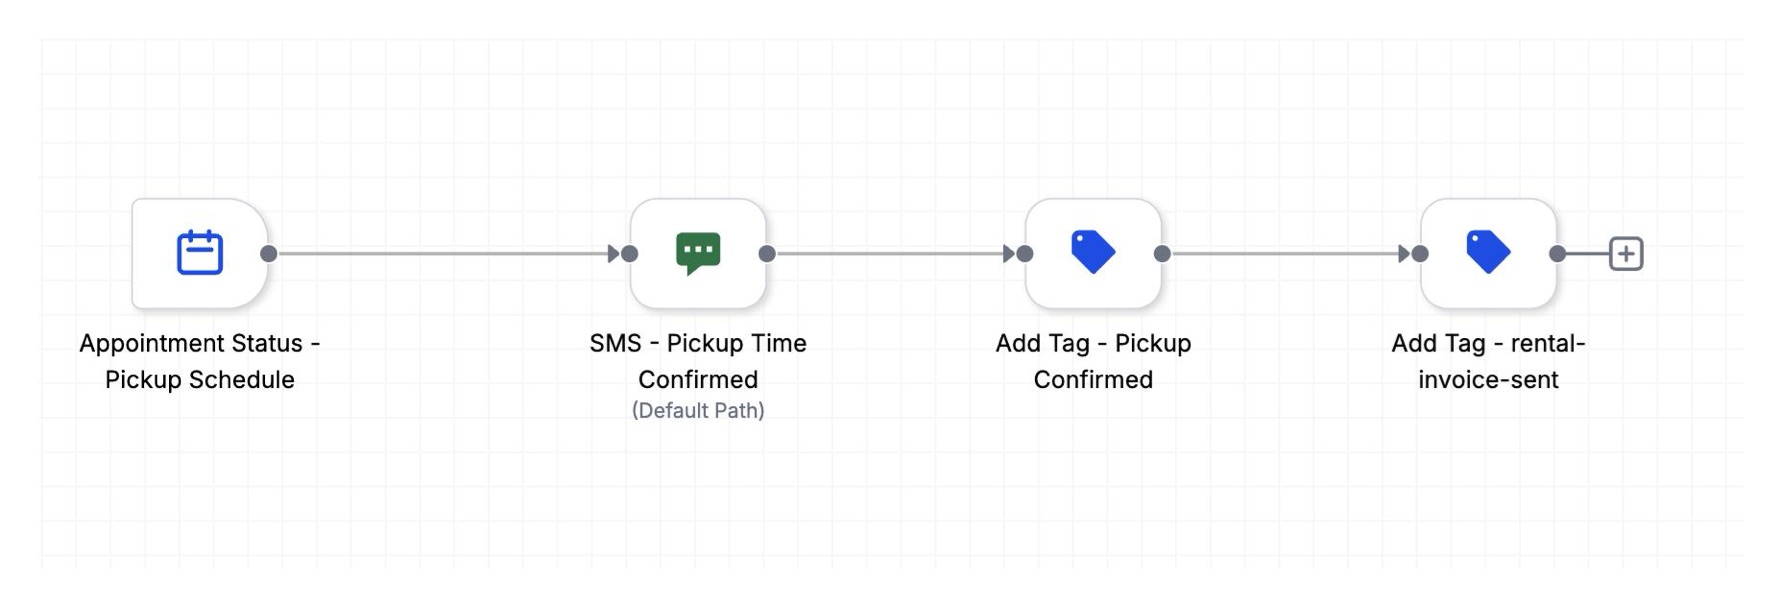 Appointment Status -
Pickup Schedule
SMS - Pickup Time
Confirmed
(Default Path)
Add Tag - Pickup
Confirmed
Add Tag - rental-
invoice-sent